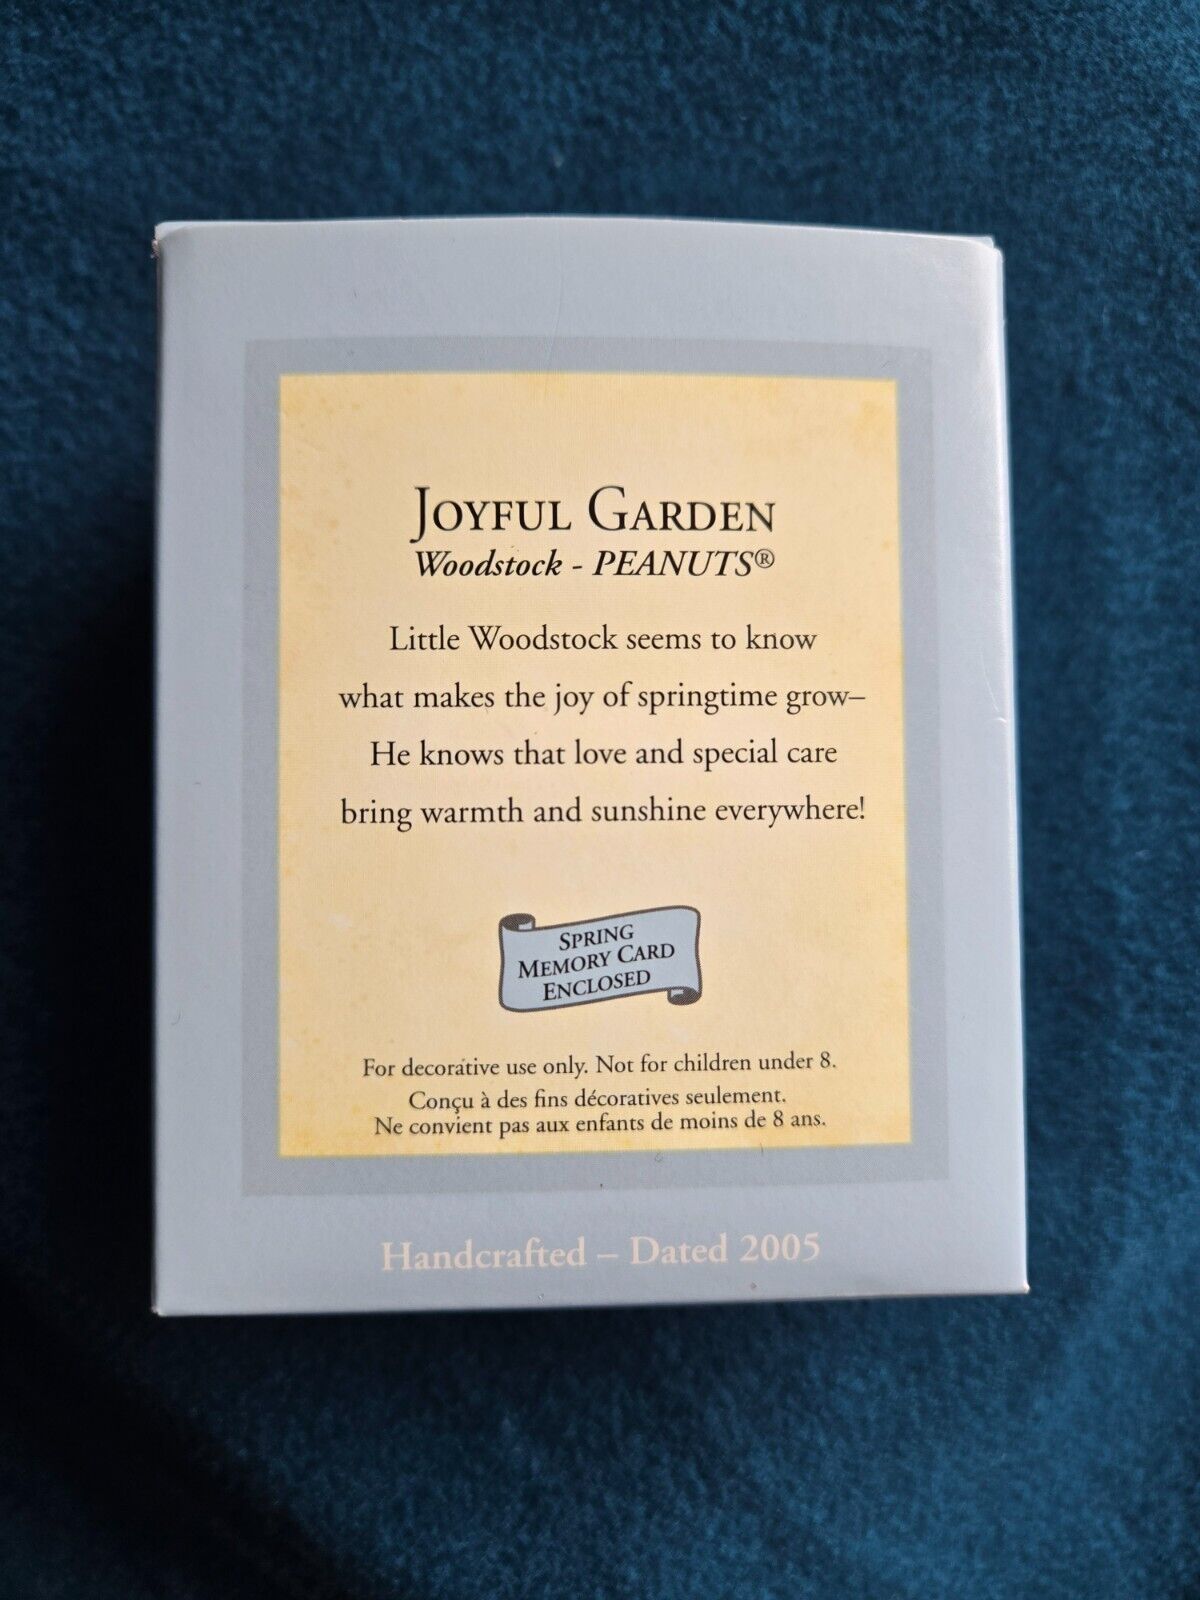 JOYFUL GARDEN
Woodstock - PEANUTS®
Little Woodstock seems to know
what makes the joy of springtime grow–
He knows that love and special care
bring warmth and sunshine everywhere!
SPRING
MEMORY CARD
ENCLOSED
For decorative use only. Not for children under 8.
Conçu à des fins décoratives seulement.
Ne convient pas aux enfants de moins de 8 ans.
Handcrafted – Dated 2005